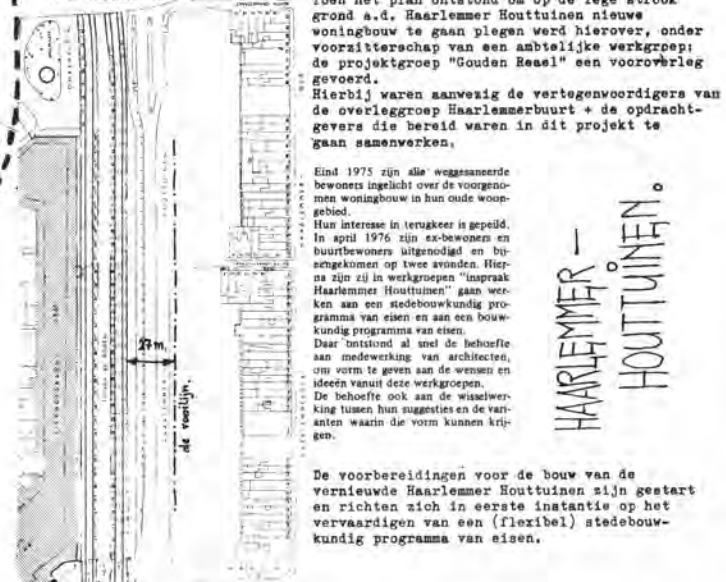 grond a.d. Haarlemmer Houttuinen nieuwe
woningbouw te gaan plegen werd hierover, onder
voorzitterschap van een ambtelijke werkgroep;
de projektgroep "Gouden Reael" een vooroverleg
gevoerd.
Hierbij waren aanwezig de vertegenwoordigers van
de overleggroep Haarlemmerbuurt + de opdracht-
gevers die bereid waren in dit projekt te
gaan samenwerken.
Eind 1975 zijn alle weggesaneerde
bewoners ingelicht over de voorgeno-
men woningbouw in hun oude woon-
gebied.
Hun interesse in terugkeer is gepeild.
In april 1976 zijn ex-bewoners en
buurtbewoners uitgenodigd en bij-
eengekomen op twee avonden. Hier-
na zijn zij in werkgroepen "inspraak
Haarlemmer Houttuinen" gaan wer-
ken aan een stedebouwkundig pro-
gramma van eisen en aan een bouw-
kundig programma van eisen.
Daar ontstond al snel de behoefte
aan medewerking van architecten,
om vorm te geven aan de wensen en
ideeën vanuit deze werkgroepen.
De behoefte ook aan de wisselwer-
king tussen hun suggesties en de vari-
anten waarin die vorm kunnen krij-
gen.
HAARLEMMER —
HOUTTUINEN.
27m.
de rooilijn.
De voorbereidingen voor de bouw van de
vernieuwde Haarlemmer Houttuinen zijn gestart
en richten zich in eerste instantie op het
vervaardigen van een (flexibel) stedebouw-
kundig programma van eisen.